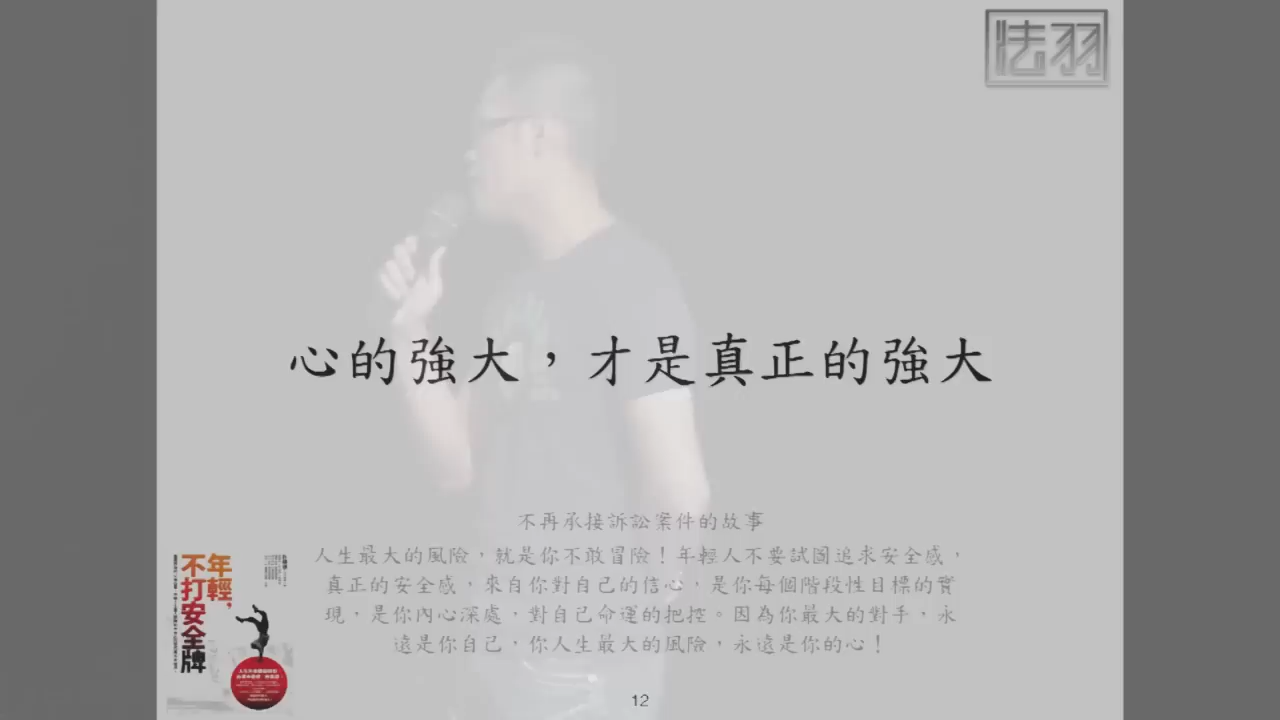 法羽
心的強大，才是真正的強大
不再承接訴訟案件的故事
人生最大的風險，就是你不敢冒險！年輕人不要試圖追求安全感，
真正的安全感，來自你對自己的信心，是你每個階段性目標的實
現，是你內心深處，對自己命運的把控。因為你最大的對手，永
遠是你自己，你人生最大的風險，永遠是你的心！
年輕，
不打安全牌
12